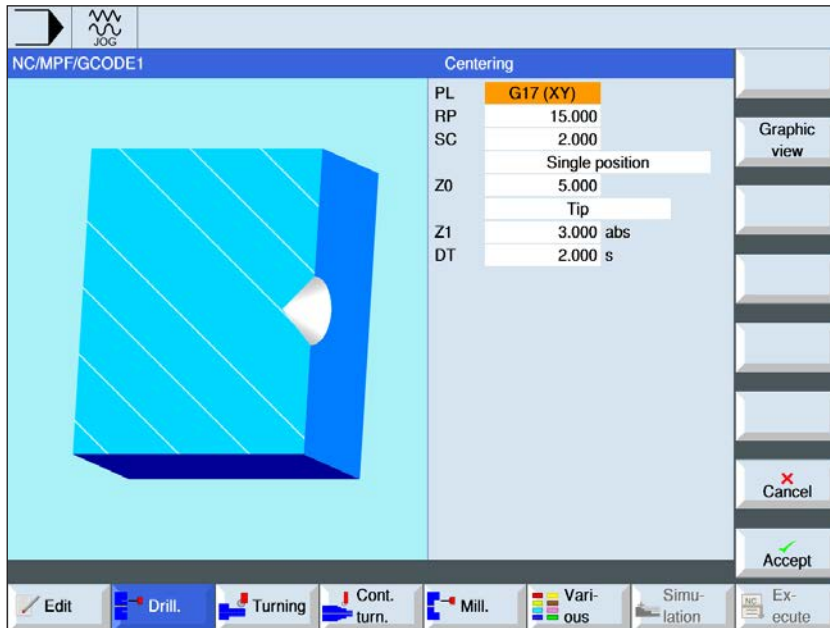 JOG
NC/MPF/GCODE1
Centering
PL G17 (XY)
RP 15.000
SC 2.000
Single position
Z0 5.000
Tip
Z1 3.000 abs
DT 2.000 s
Graphic
view
Cancel
Accept
Edit
Drill.
Turning
Cont.
turn.
Mill.
Vari-
ous
Simu-
lation
NC
Ex-
ecute